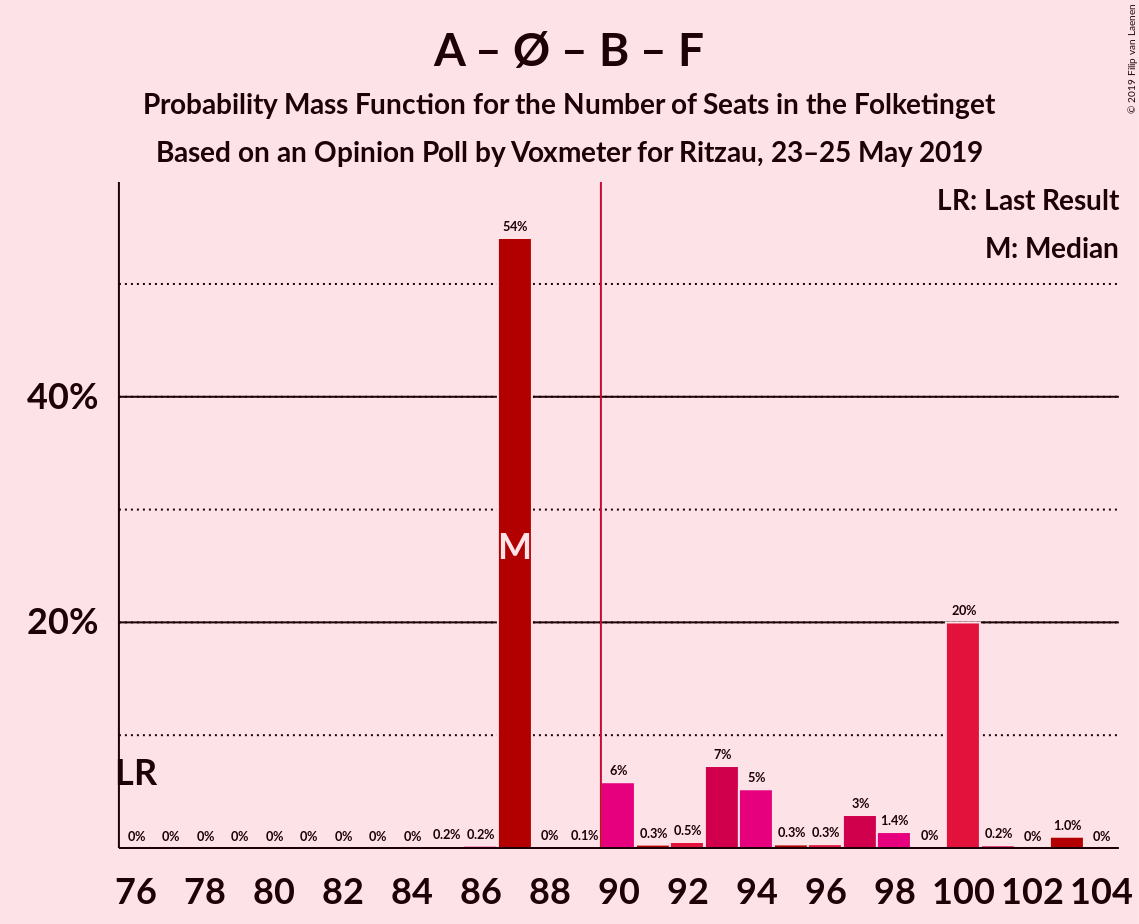 A – Ø – B – F
Probability Mass Function for the Number of Seats in the Folketinget
Based on an Opinion Poll by Voxmeter for Ritzau, 23–25 May 2019
© 2019 Filip van Laenen
LR: Last Result
M: Median
54%
40%
M
20%
20%
LR
0% 0% 0% 0% 0% 0% 0% 0% 0% 0.2% 0.2% 0% 0.1% 6% 0.3% 0.5% 7% 5% 0.3% 0.3% 3% 1.4% 0% 0.2% 0% 1.0% 0%
76 78 80 82 84 86 88 90 92 94 96 98 100 102 104